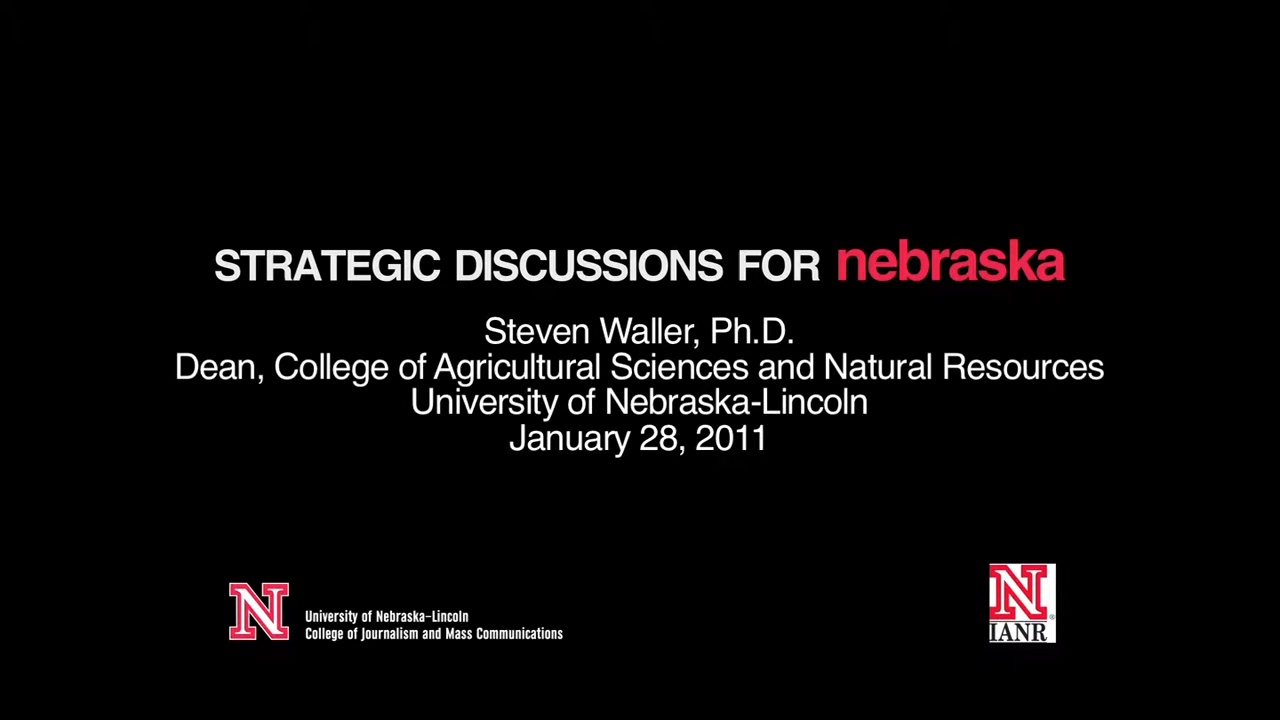 STRATEGIC DISCUSSIONS FOR nebraska
Steven Waller, Ph.D.
Dean, College of Agricultural Sciences and Natural Resources
University of Nebraska-Lincoln
January 28, 2011
N
University of Nebraska–Lincoln
College of Journalism and Mass Communications
N
IANR®